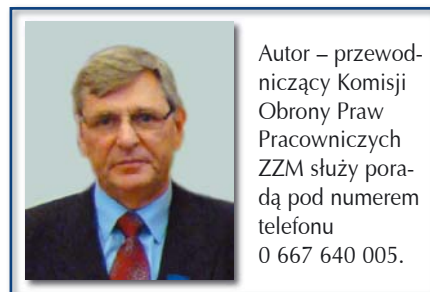 Autor – przewod-
niczący Komisji
Obrony Praw
Pracowniczych
ZZM służy pora-
dą pod numerem
telefonu
0 667 640 005.